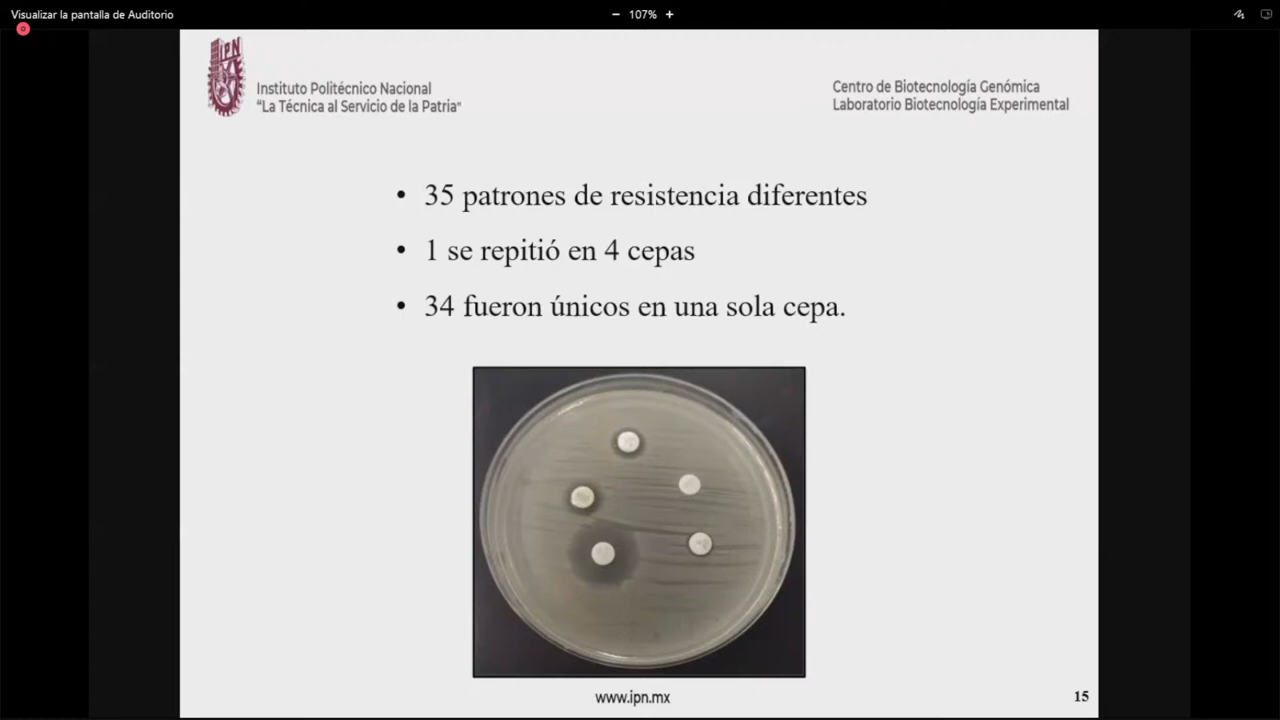 Visualizar la pantalla de Auditorio
− 107% +
IPN
Instituto Politécnico Nacional
“La Técnica al Servicio de la Patria”
Centro de Biotecnología Genómica
Laboratorio Biotecnología Experimental
• 35 patrones de resistencia diferentes
• 1 se repitió en 4 cepas
• 34 fueron únicos en una sola cepa.
www.ipn.mx
15